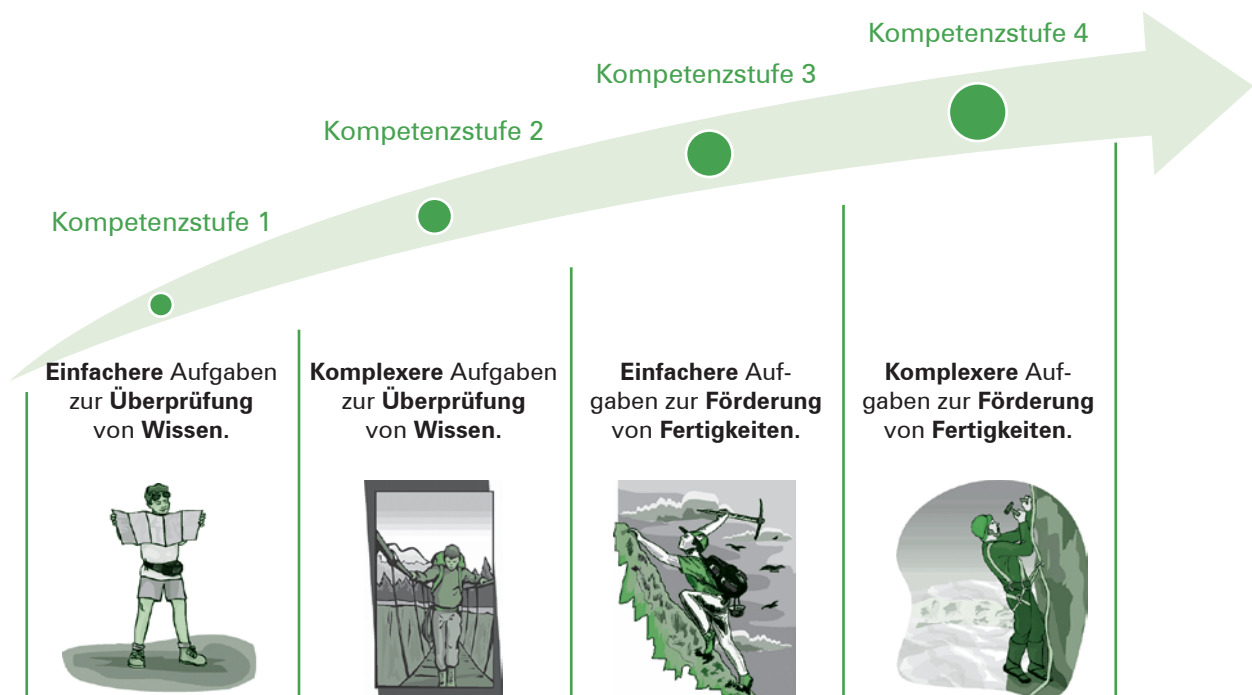 Kompetenzstufe 1
Kompetenzstufe 2
Kompetenzstufe 3
Kompetenzstufe 4
Einfachere Aufgaben
zur Überprüfung
von Wissen.
Komplexere Aufgaben
zur Überprüfung
von Wissen.
Einfachere Auf-
gaben zur Förderung
von Fertigkeiten.
Komplexere Auf-
gaben zur Förderung
von Fertigkeiten.